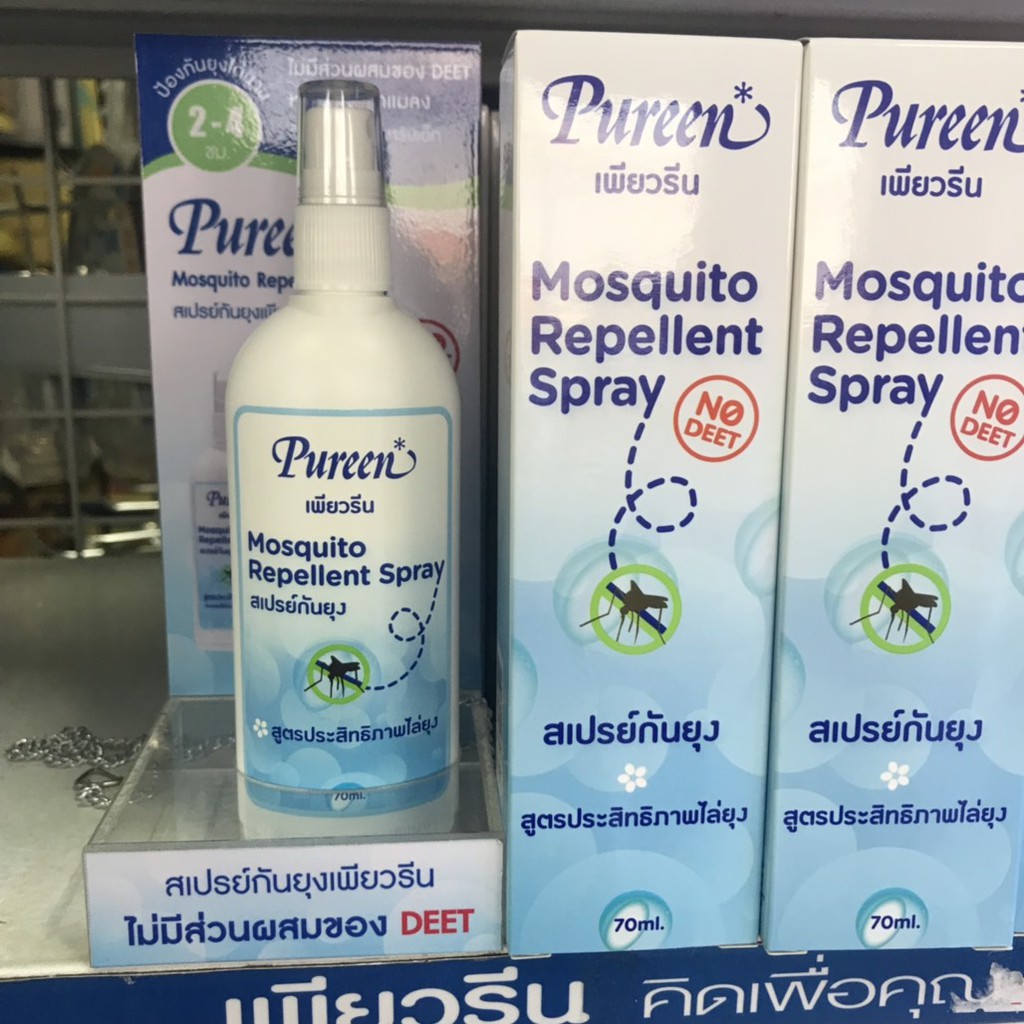 ป้องกันยุงได้นาน
2-4
ชม.
ไม่มีส่วนผสมของ DEET
Mosquito
สเปรย์กันยุง
Pureen
เพียวรีน
Mosquito
Repellent Spray
สเปรย์กันยุง
สูตรประสิทธิภาพไล่ยุง
70ml.
สเปรย์กันยุงเพียวรีน
ไม่มีส่วนผสมของ DEET
Pureen
เพียวรีน
Mosquito
Repellent
Spray
NO
DEET
สเปรย์กันยุง
สูตรประสิทธิภาพไล่ยุง
70ml.
Pureen
เพียวรีน
Mosquito
Repellent
Spray
NO
DEET
สเปรย์กันยุง
สูตรประสิทธิภาพไล่ยุง
70ml.
เพียวรีน คิดเพื่อคุณ